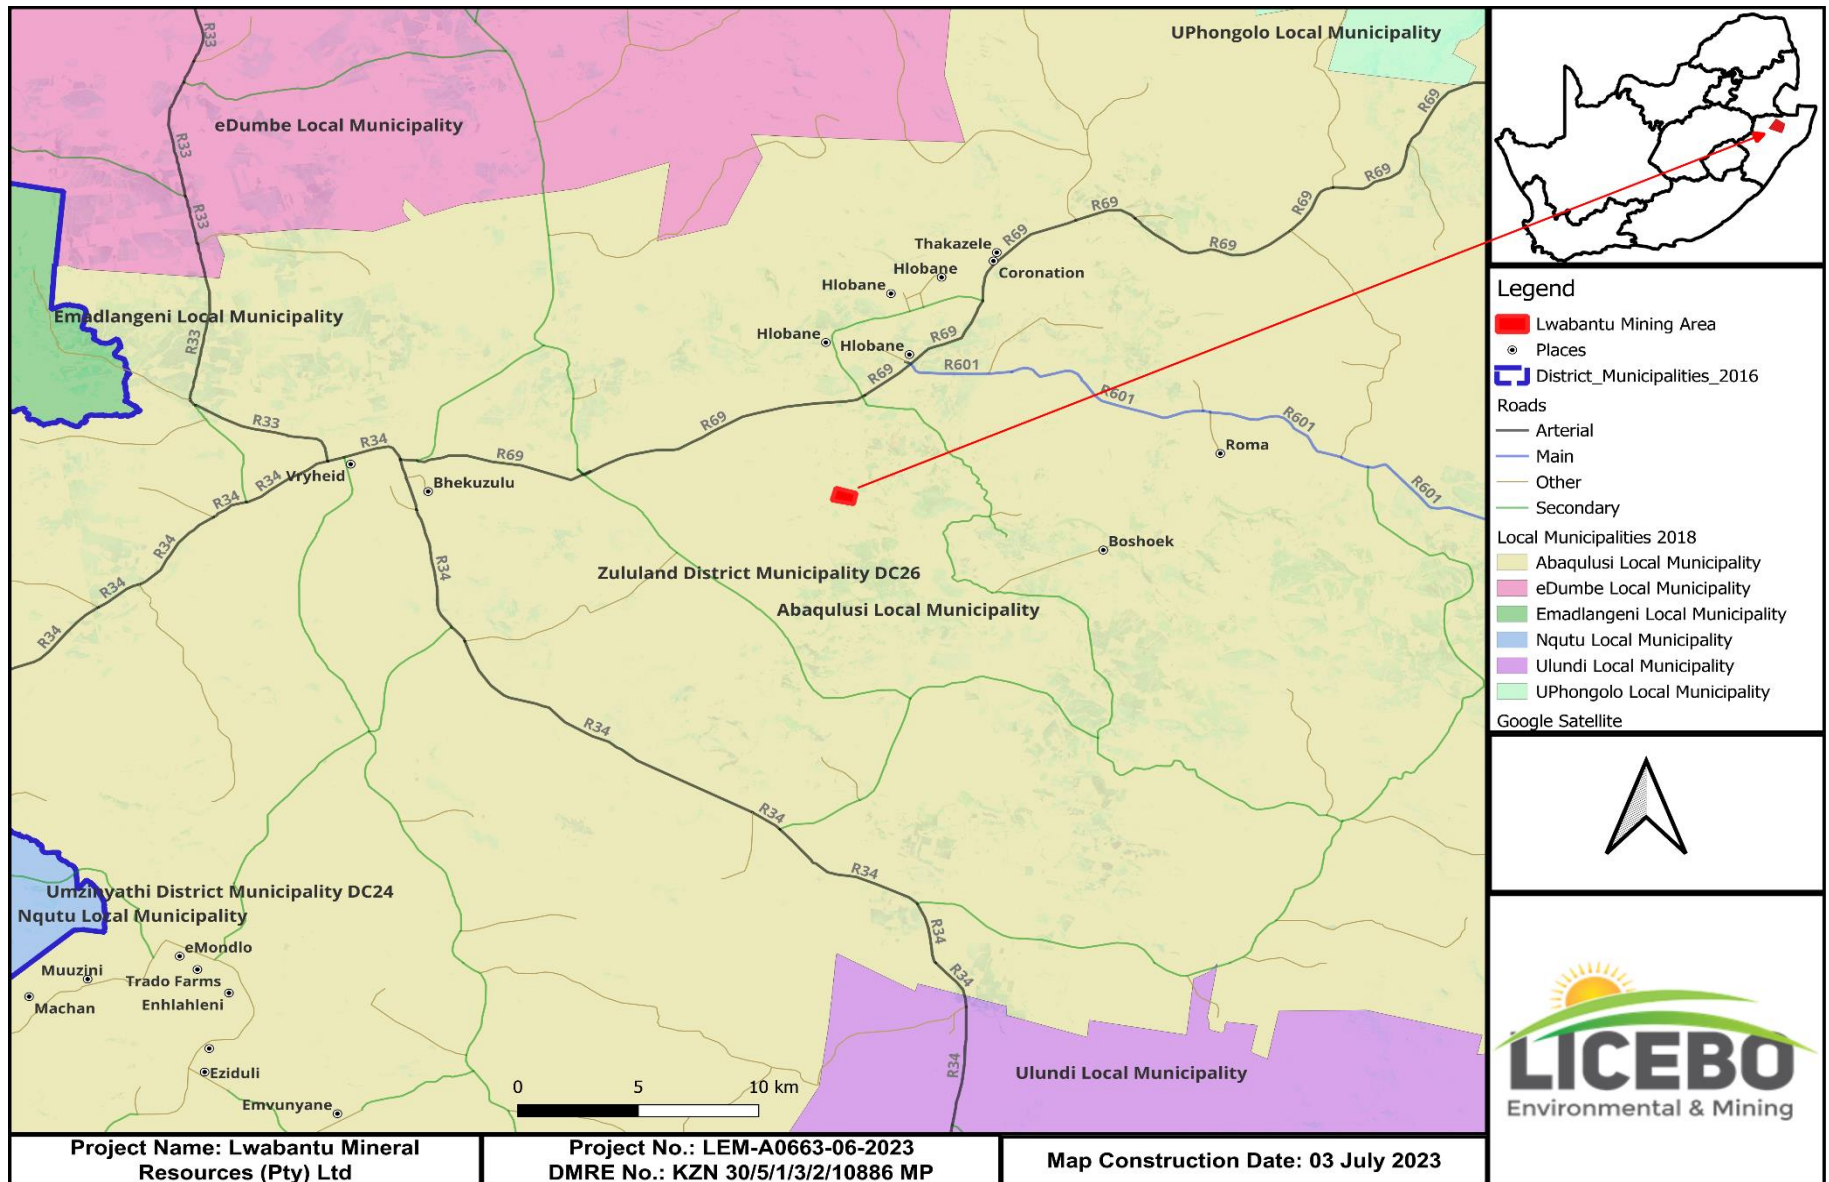 UPhongolo Local Municipality
R33
R69
eDumbe Local Municipality
R33
R69
R69
R33
R69
R69
R69
Thakazele
R69
Hlobane
Coronation
Hlobane
Emadlangeni Local Municipality
R33
Hlobane
R69
Hlobane
R601
R69
R601
R33
R69
R601
R34
R69
Roma
R34
Vryheid
Bhekuzulu
R34
R601
R34
Boshoek
R34
R34
Zululand District Municipality DC26
R34
Abaqulusi Local Municipality
R34
R34
R34
Umzinyathi District Municipality DC24
Nqutu Local Municipality
R34
eMondlo
Muuzini
Trado Farms
R34
Machan
Enhlahleni
R34
Eziduli
Ulundi Local Municipality
0 5 10 km
Emvunyane
Legend
Lwabantu Mining Area
Places
District_Municipalities_2016
Roads
Arterial
Main
Other
Secondary
Local Municipalities 2018
Abaqulusi Local Municipality
eDumbe Local Municipality
Emadlangeni Local Municipality
Nqutu Local Municipality
Ulundi Local Municipality
UPhongolo Local Municipality
Google Satellite
LICEBO
Environmental & Mining
Project Name: Lwabantu Mineral
Resources (Pty) Ltd
Project No.: LEM-A0663-06-2023
DMRE No.: KZN 30/5/1/3/2/10886 MP
Map Construction Date: 03 July 2023